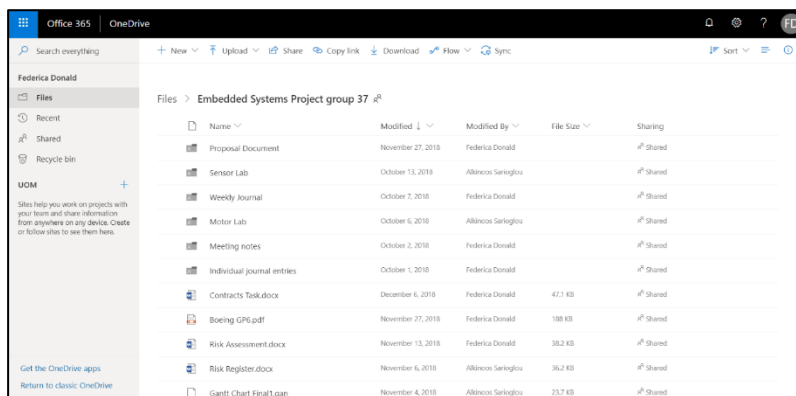 Office 365 OneDrive ? FD
Search everything New Upload Share Copy link Download Flow Sync Sort
Federica Donald
Files
Recent
Shared
Recycle bin
UOM +
Sites help you work on projects with
your team and share information
from anywhere on any device. Create
or follow sites to see them here.
Get the OneDrive apps
Return to classic OneDrive
Files > Embedded Systems Project group 37
Name Modified ↓ Modified By File Size Sharing
Proposal Document November 27, 2018 Federica Donald Shared
Sensor Lab October 13, 2018 Alkinoos Sarioglou Shared
Weekly Journal October 7, 2018 Federica Donald Shared
Motor Lab October 6, 2018 Alkinoos Sarioglou Shared
Meeting notes October 2, 2018 Federica Donald Shared
Individual journal entries October 1, 2018 Federica Donald Shared
Contracts Task.docx December 6, 2018 Federica Donald 47.1 KB Shared
Boeing GP6.pdf November 27, 2018 Federica Donald 188 KB Shared
Risk Assessment.docx November 13, 2018 Federica Donald 38.2 KB Shared
Risk Register.docx November 6, 2018 Alkinoos Sarioglou 36.2 KB Shared
Gantt Chart Final1.gan November 4, 2018 Alkinoos Sarioglou 23.7 KB Shared